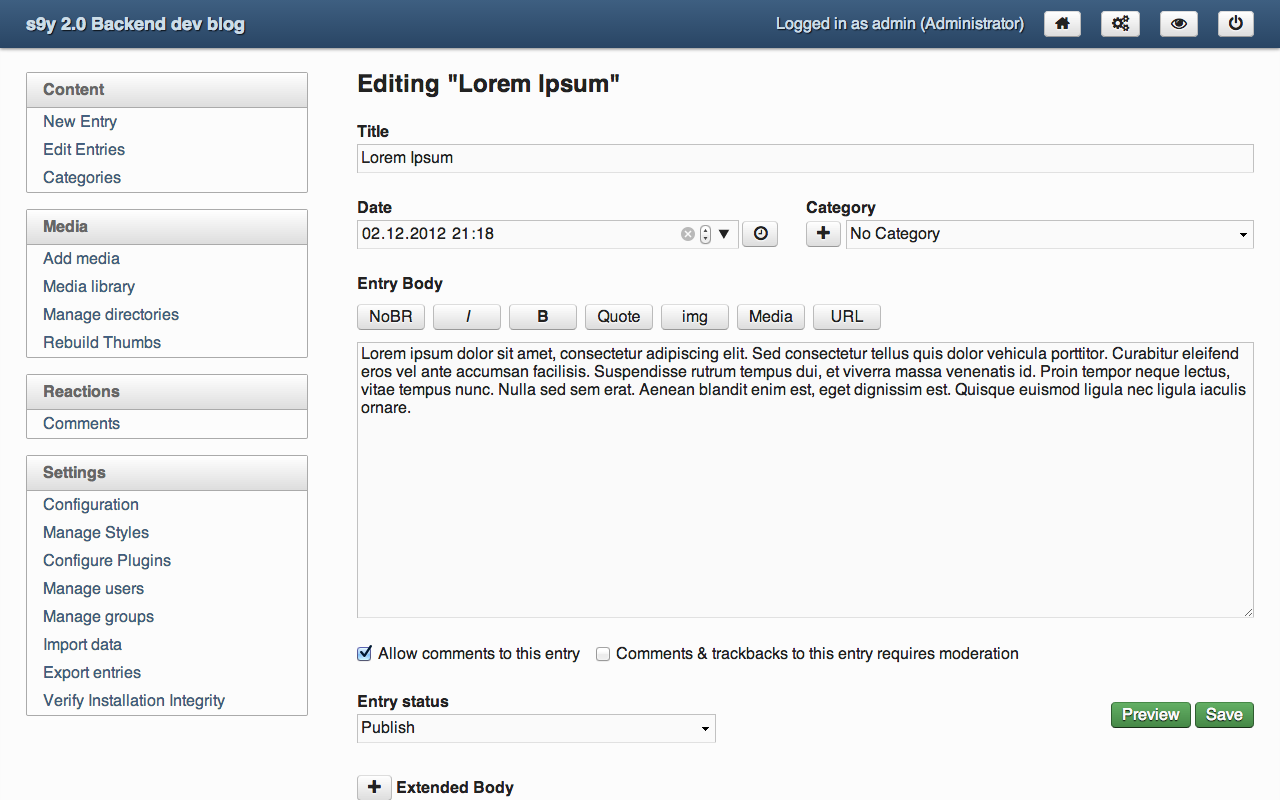 s9y 2.0 Backend dev blog
Logged in as admin (Administrator)
Content
New Entry
Edit Entries
Categories
Media
Add media
Media library
Manage directories
Rebuild Thumbs
Reactions
Comments
Settings
Configuration
Manage Styles
Configure Plugins
Manage users
Manage groups
Import data
Export entries
Verify Installation Integrity
Editing "Lorem Ipsum"
Title
Lorem Ipsum
Date
02.12.2012 21:18
Category
No Category
Entry Body
NoBR I B Quote img Media URL
Lorem ipsum dolor sit amet, consectetur adipiscing elit. Sed consectetur tellus quis dolor vehicula porttitor. Curabitur eleifend
eros vel ante accumsan facilisis. Suspendisse rutrum tempus dui, et viverra massa venenatis id. Proin tempor neque lectus,
vitae tempus nunc. Nulla sed sem erat. Aenean blandit enim est, eget dignissim est. Quisque euismod ligula nec ligula iaculis
ornare.
Allow comments to this entry
Comments & trackbacks to this entry requires moderation
Entry status
Publish
Preview Save
Extended Body